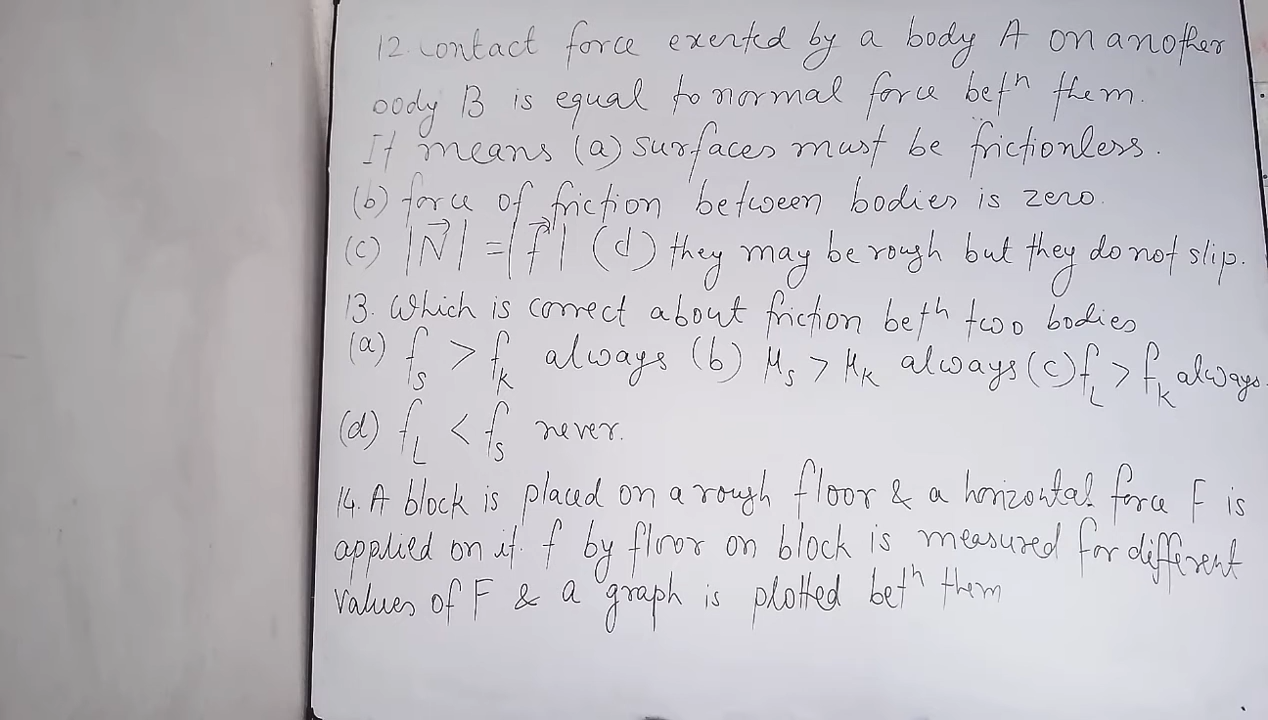 12. contact force exerted by a body A on another
body B is equal to normal force betn them.
It means (a) surfaces must be frictionless.
(b) force of friction between bodies is zero.
(c) |N⃗| = |f⃗| (d) they may be rough but they do not slip.
13. Which is correct about friction beth two bodies
(a) fs > fk always (b) μs > μk always (c) fL > fk always.
(d) fL < fs never.
14. A block is placed on a rough floor & a horizontal force F is
applied on it. f by floor on block is measured for different
values of F & a graph is plotted beth them